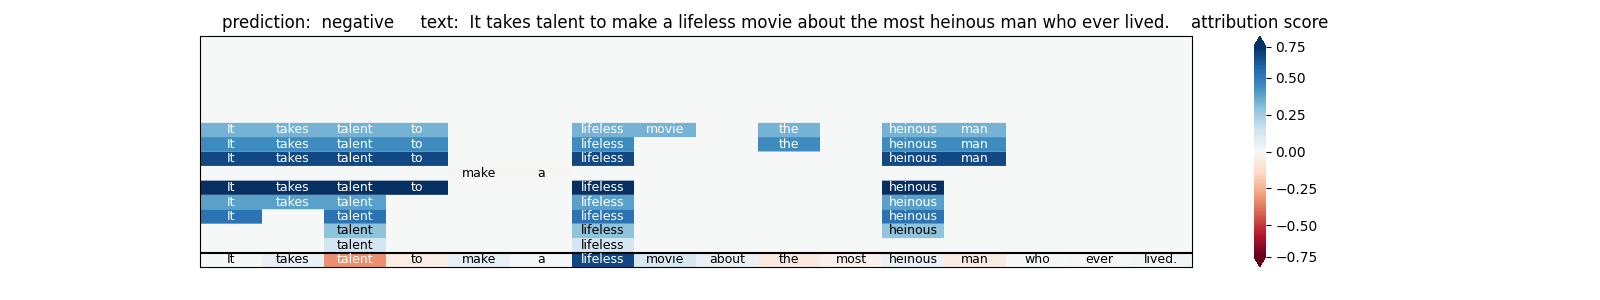 prediction: negative text: It takes talent to make a lifeless movie about the most heinous man who ever lived. attribution score
0.75
0.50
0.25
0.00
−0.25
−0.50
−0.75
It takes talent to lifeless movie the heinous man
It takes talent to lifeless the heinous man
It takes talent to lifeless heinous man
make a
It takes talent to lifeless heinous
It takes talent lifeless heinous
It talent lifeless heinous
talent lifeless heinous
talent lifeless
It takes talent to make a lifeless movie about the most heinous man who ever lived.